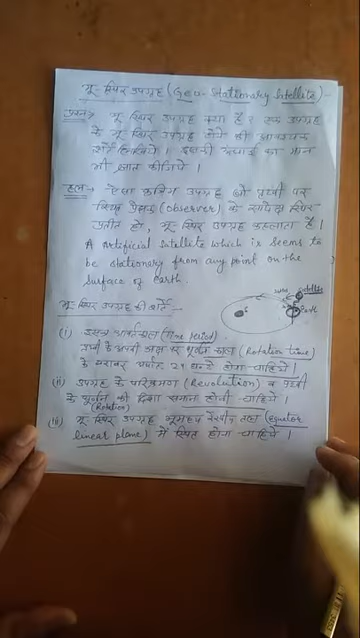 भू-स्थिर उपग्रह (Geo-Stationary Satellite)-
प्रश्न→ भू स्थिर उपग्रह क्या है? एक उपग्रह
के भू स्थिर उपग्रह होने की आवश्यक
शर्तें लिखिये। इसकी ऊंचाई का मान
भी ज्ञात कीजिये।
हल→ ऐसा कृत्रिम उपग्रह जो पृथ्वी पर
स्थित प्रेक्षक (Observer) के सापेक्ष स्थिर
प्रतीत हो, भू-स्थिर उपग्रह कहलाता है।
A artificial satellite which is seems to
be stationary from any point on the
surface of earth.
Satellite
Earth
S
भू-स्थिर उपग्रह की शर्तें-
(i) इसका आवर्तकाल (Time period)
पृथ्वी के अपनी अक्ष पर घूर्णन काल (Rotation time)
के बराबर अर्थात 24 घन्टे होना चाहिये।
(ii) उपग्रह के परिक्रमण (Revolution) व पृथ्वी
के घूर्णन की दिशा समान होनी चाहिये।
(Rotation)
(iii) भू स्थिर उपग्रह भूमध्य रेखीय तल (Equator
linear plane) में स्थित होना चाहिये।